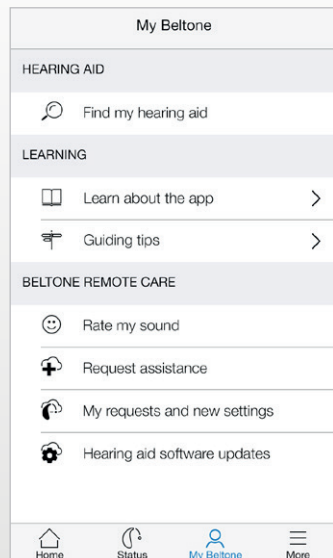 My Beltone
HEARING AID
Find my hearing aid
LEARNING
Learn about the app
Guiding tips
BELTONE REMOTE CARE
Rate my sound
Request assistance
My requests and new settings
Hearing aid software updates
Home Status My Beltone More